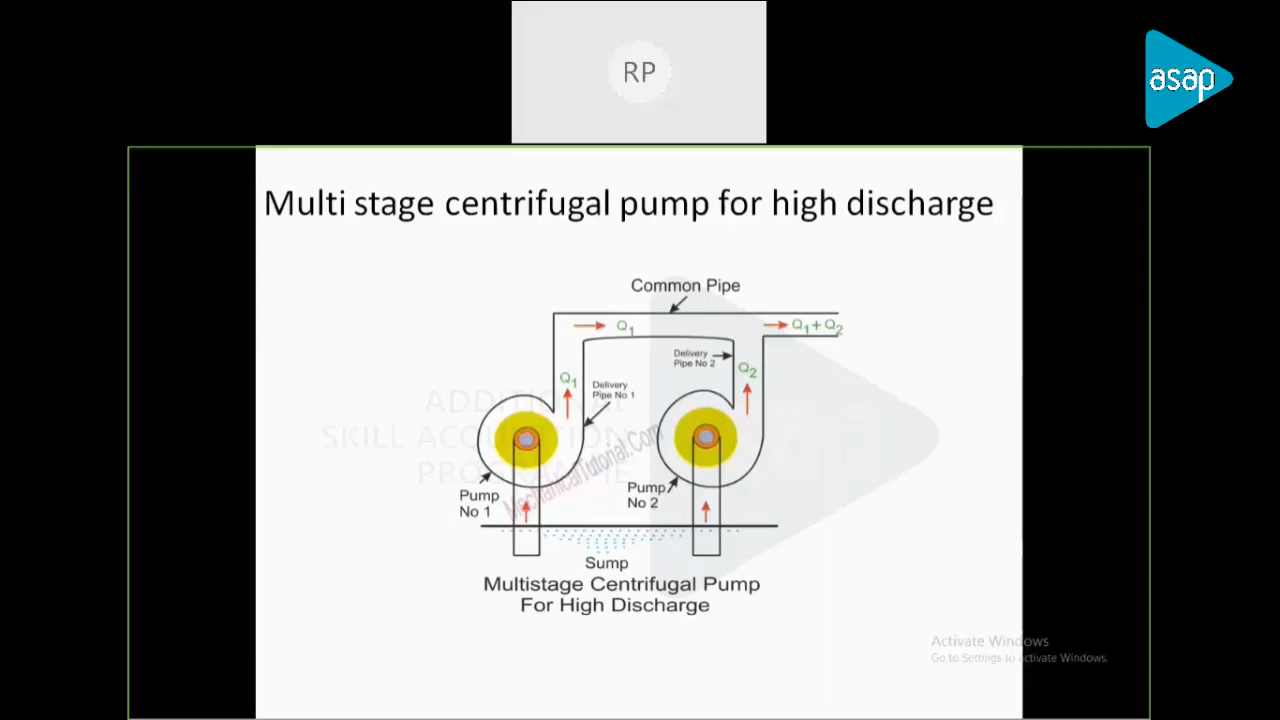 RP
asap
Multi stage centrifugal pump for high discharge
Common Pipe
Q1
Q1 + Q2
Delivery
Pipe No 2
Q2
Q1
Delivery
Pipe No 1
ADDITIONAL
SKILL ACQUISITION
PROGRAMME
MechanicalTutorial.Com
Pump
No 1
Pump
No 2
Sump
Multistage Centrifugal Pump
For High Discharge
Activate Windows
Go to Settings to Activate Windows.